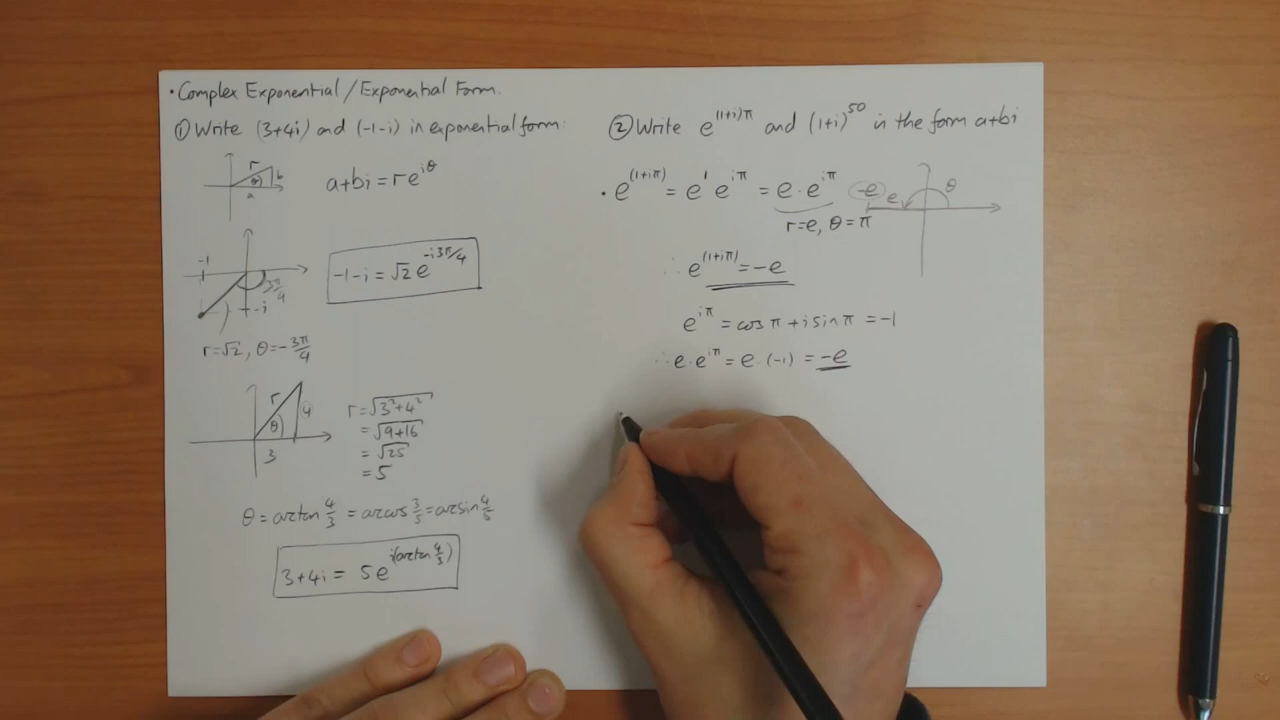 • Complex Exponential / Exponential Form.
① Write (3+4i) and (-1-i) in exponential form:
r
θ
b
a
a+bi = re^{iθ}
-1
3π/4
-i
-1-i = √2 e^{-i3π/4}
r=√2, θ=-3π/4
r
θ
4
3
r=√(3²+4²)
= √(9+16)
= √25
= 5
θ = arctan 4/3 = arccos 3/5 = arcsin 4/5
3+4i = 5e^{i(arctan 4/3)}
② Write e^{(1+i)π} and (1+i)^{50} in the form a+bi
• e^{(1+iπ)} = e^1 e^{iπ} = e·e^{iπ}
r=e, θ=π
-e
e
θ
∴ e^{(1+iπ)} = -e
e^{iπ} = cos π + i sin π = -1
∴ e·e^{iπ} = e·(-1) = -e